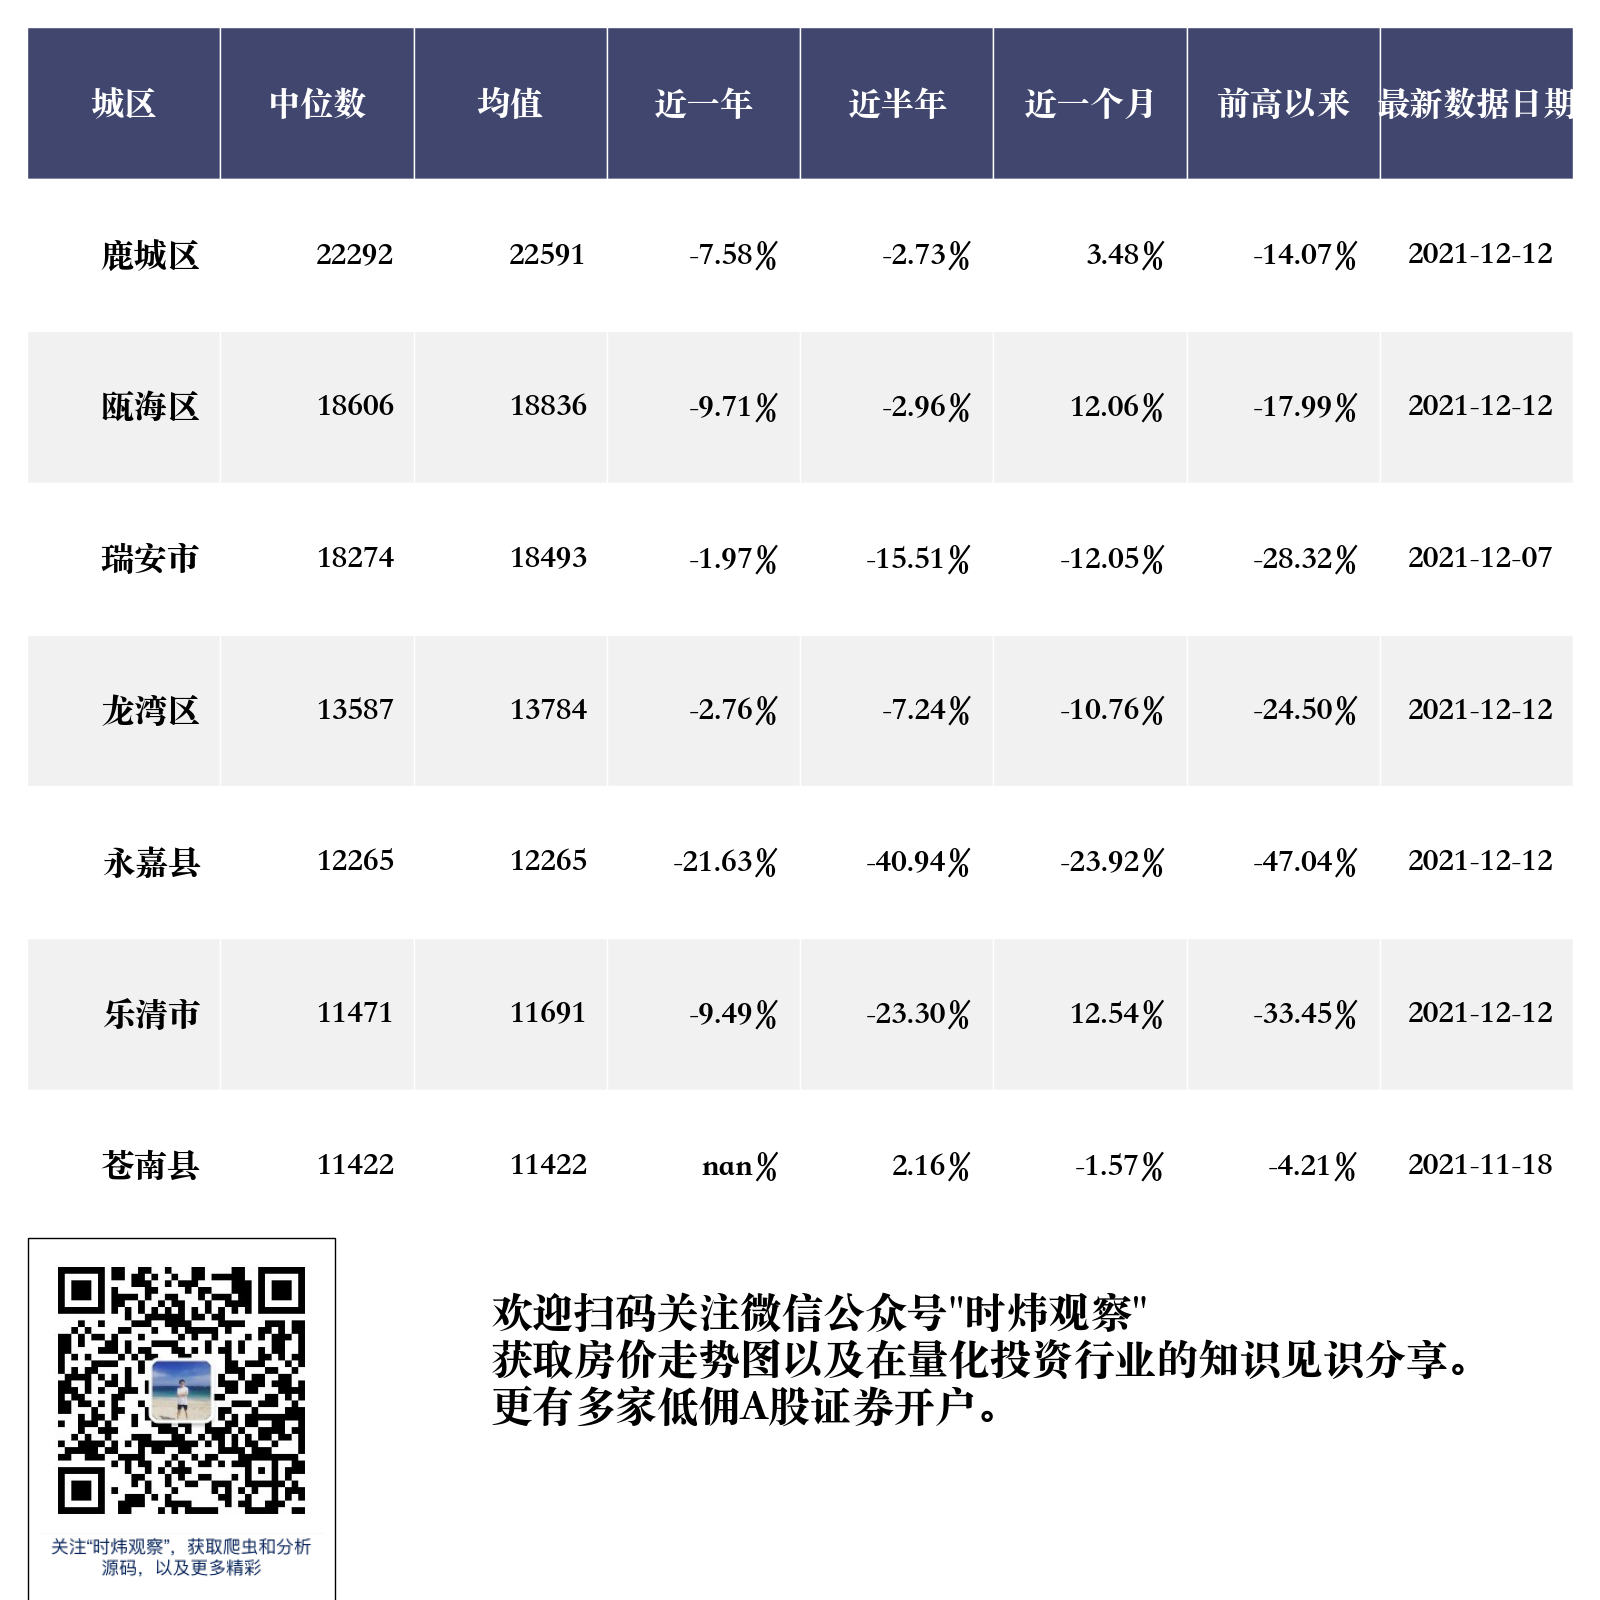 城区 中位数 均值 近一年 近半年 近一个月 前高以来 最新数据日期
鹿城区 22292 22591 -7.58% -2.73% 3.48% -14.07% 2021-12-12
瓯海区 18606 18836 -9.71% -2.96% 12.06% -17.99% 2021-12-12
瑞安市 18274 18493 -1.97% -15.51% -12.05% -28.32% 2021-12-07
龙湾区 13587 13784 -2.76% -7.24% -10.76% -24.50% 2021-12-12
永嘉县 12265 12265 -21.63% -40.94% -23.92% -47.04% 2021-12-12
乐清市 11471 11691 -9.49% -23.30% 12.54% -33.45% 2021-12-12
苍南县 11422 11422 nan% 2.16% -1.57% -4.21% 2021-11-18
欢迎扫码关注微信公众号"时炜观察"
获取房价走势图以及在量化投资行业的知识见识分享。
更有多家低佣A股证券开户。
关注“时炜观察”，获取爬虫和分析
源码，以及更多精彩